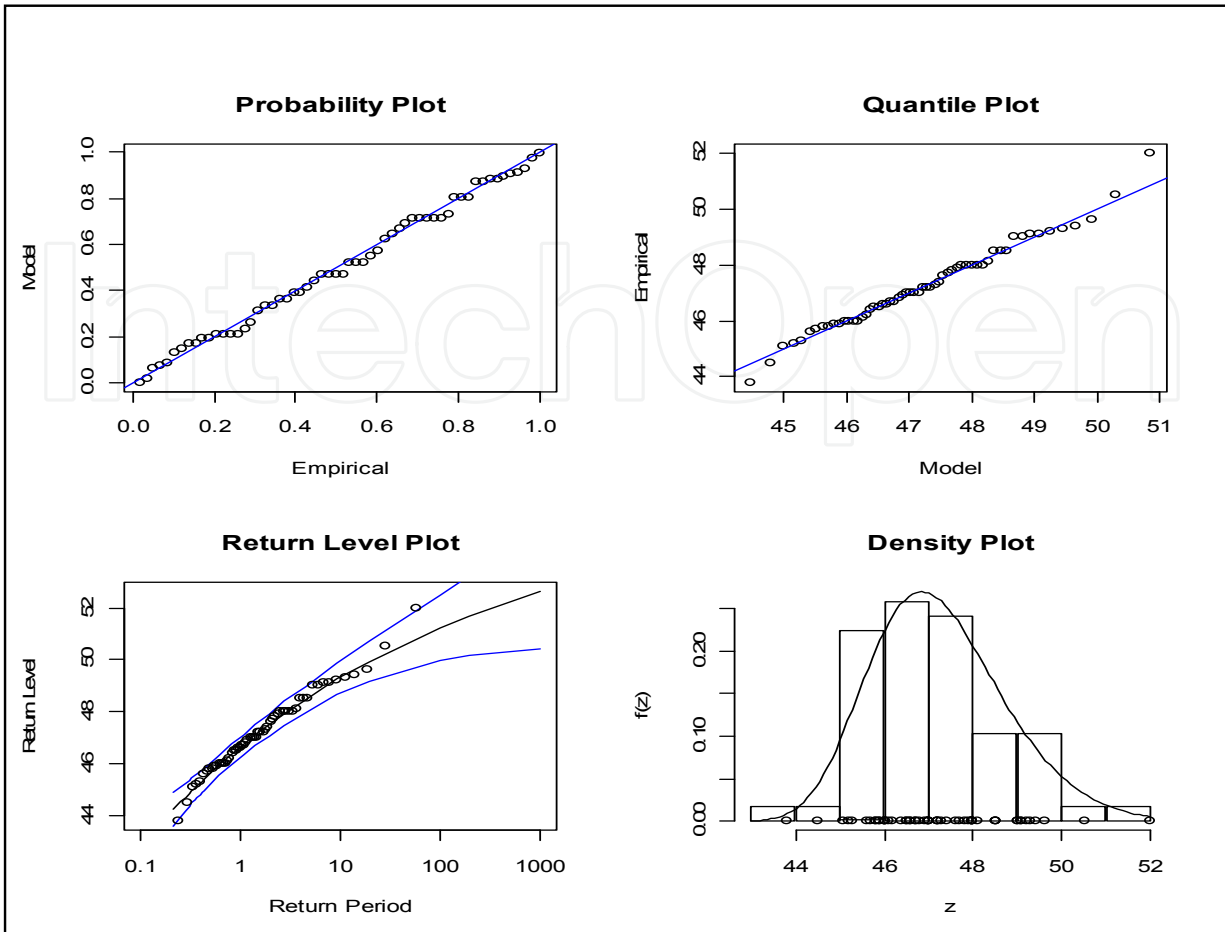 Probability Plot
Model
0.0 0.2 0.4 0.6 0.8 1.0
0.0 0.2 0.4 0.6 0.8 1.0
Empirical
Quantile Plot
Empirical
44 46 48 50 52
45 46 47 48 49 50 51
Model
Return Level Plot
Return Level
44 46 48 50 52
0.1 1 10 100 1000
Return Period
Density Plot
f(z)
0.00 0.10 0.20
44 46 48 50 52
z
IntechOpen